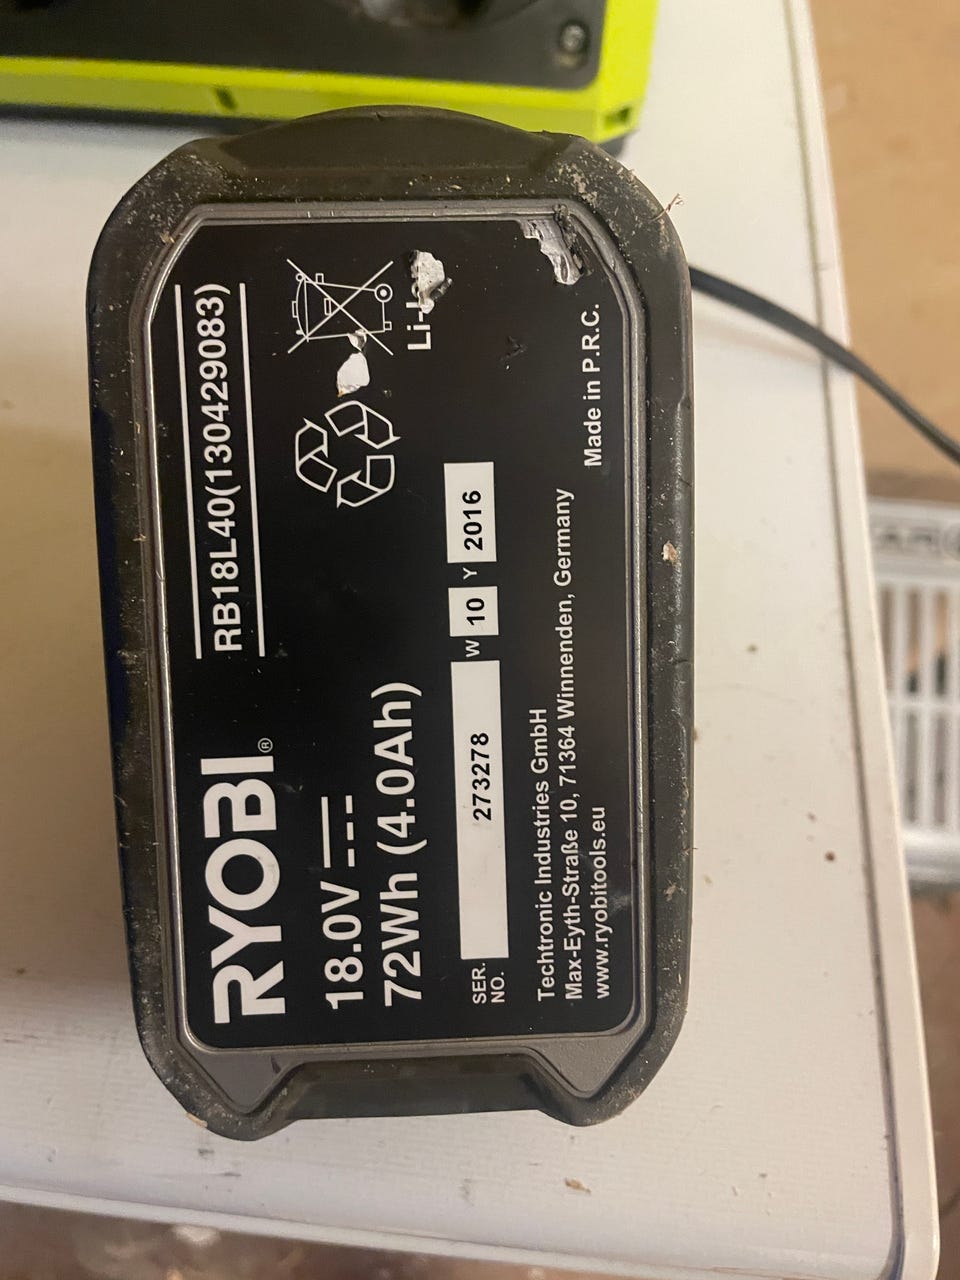 RYOBI®
RB18L40(130429083)
18.0V
72Wh (4.0Ah)
Li-
SER.
NO.
273278 W 10 Y 2016
Techtronic Industries GmbH
Max-Eyth-Straße 10, 71364 Winnenden, Germany
www.ryobitools.eu
Made in P.R.C.